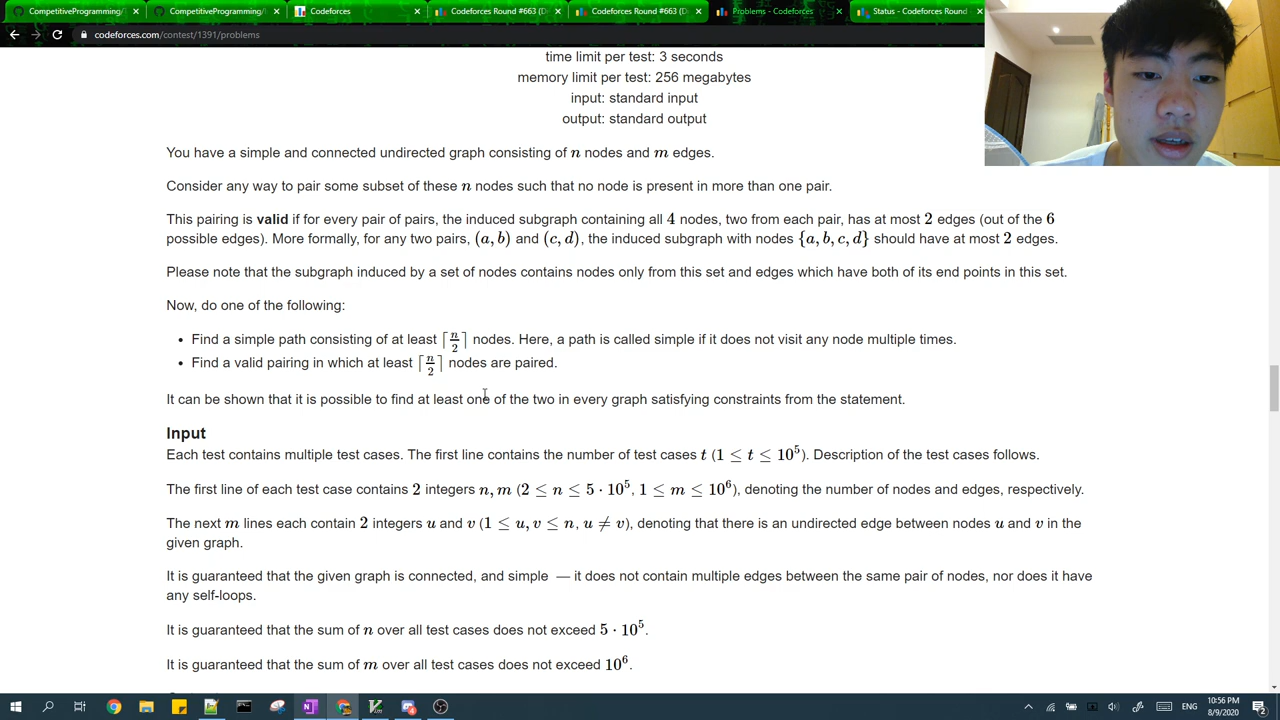 CompetitiveProgramming/
CompetitiveProgramming/
Codeforces
Codeforces Round #663 (D
Codeforces Round #663 (D
Problems - Codeforces
Status - Codeforces Round
codeforces.com/contest/1391/problems
time limit per test: 3 seconds
memory limit per test: 256 megabytes
input: standard input
output: standard output
You have a simple and connected undirected graph consisting of n nodes and m edges.
Consider any way to pair some subset of these n nodes such that no node is present in more than one pair.
This pairing is valid if for every pair of pairs, the induced subgraph containing all 4 nodes, two from each pair, has at most 2 edges (out of the 6
possible edges). More formally, for any two pairs, (a, b) and (c, d), the induced subgraph with nodes {a, b, c, d} should have at most 2 edges.
Please note that the subgraph induced by a set of nodes contains nodes only from this set and edges which have both of its end points in this set.
Now, do one of the following:
• Find a simple path consisting of at least ⌈n/2⌉ nodes. Here, a path is called simple if it does not visit any node multiple times.
• Find a valid pairing in which at least ⌈n/2⌉ nodes are paired.
It can be shown that it is possible to find at least one of the two in every graph satisfying constraints from the statement.
Input
Each test contains multiple test cases. The first line contains the number of test cases t (1 ≤ t ≤ 10^5). Description of the test cases follows.
The first line of each test case contains 2 integers n, m (2 ≤ n ≤ 5 · 10^5, 1 ≤ m ≤ 10^6), denoting the number of nodes and edges, respectively.
The next m lines each contain 2 integers u and v (1 ≤ u, v ≤ n, u ≠ v), denoting that there is an undirected edge between nodes u and v in the
given graph.
It is guaranteed that the given graph is connected, and simple — it does not contain multiple edges between the same pair of nodes, nor does it have
any self-loops.
It is guaranteed that the sum of n over all test cases does not exceed 5 · 10^5.
It is guaranteed that the sum of m over all test cases does not exceed 10^6.
ENG
10:56 PM
8/9/2020
2